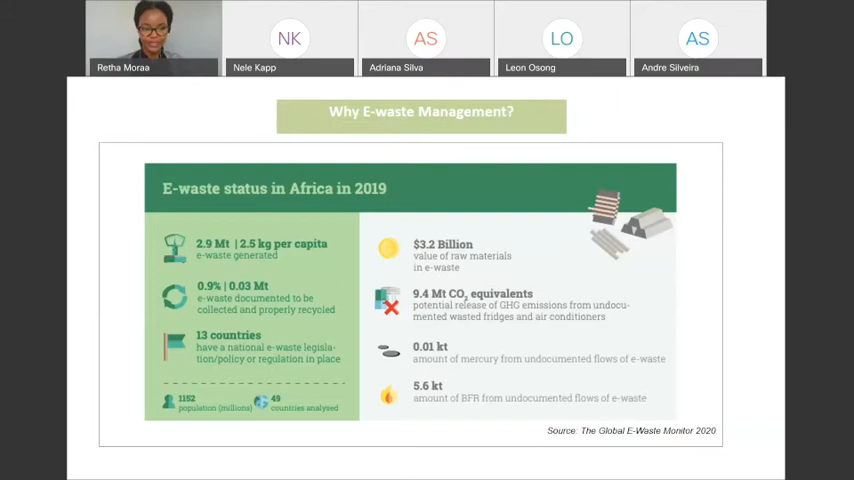 NK
AS
LO
AS
Retha Moraa
Nele Kapp
Adriana Silva
Leon Osong
Andre Silveira
Why E-waste Management?
E-waste status in Africa in 2019
2.9 Mt | 2.5 kg per capita
e-waste generated
0.9% | 0.03 Mt
e-waste documented to be
collected and properly recycled
13 countries
have a national e-waste legisla-
tion/policy or regulation in place
1152
population (millions)
49
countries analysed
$3.2 Billion
value of raw materials
in e-waste
9.4 Mt CO₂ equivalents
potential release of GHG emissions from undocu-
mented wasted fridges and air conditioners
0.01 kt
amount of mercury from undocumented flows of e-waste
5.6 kt
amount of BFR from undocumented flows of e-waste
Source: The Global E-Waste Monitor 2020